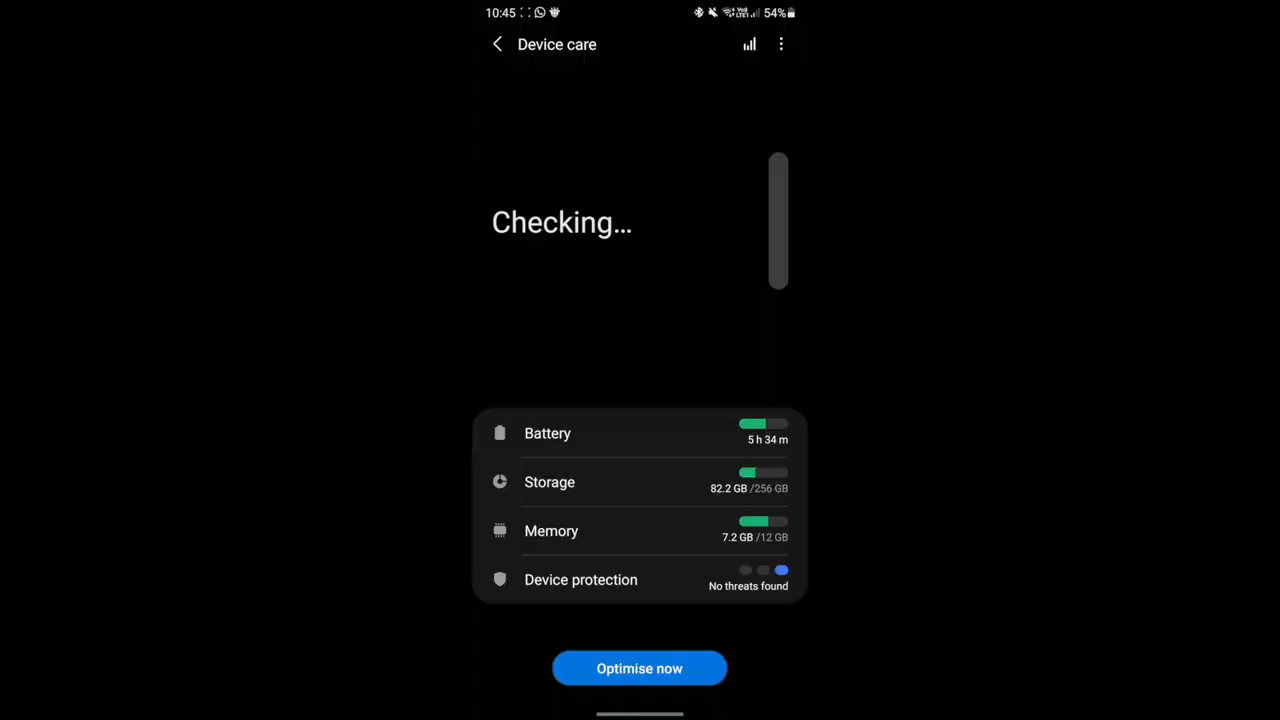 10:45 54%
Device care
Checking...
Battery
5 h 34 m
Storage
82.2 GB /256 GB
Memory
7.2 GB /12 GB
Device protection
No threats found
Optimise now